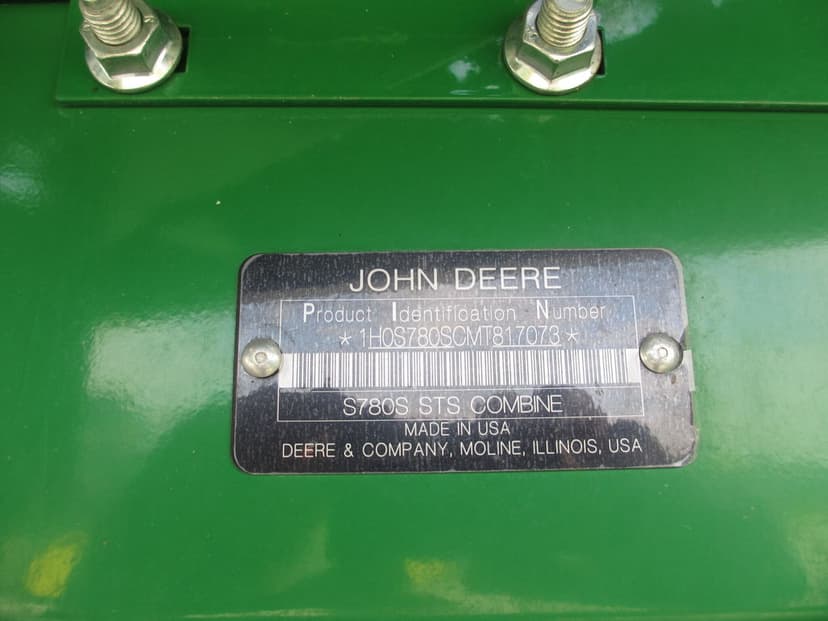 JOHN DEERE
Product Identification Number
*1H0S780SCMT817073*
S780S STS COMBINE
MADE IN USA
DEERE & COMPANY, MOLINE, ILLINOIS, USA